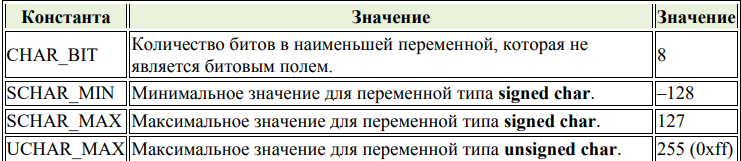 Константа Значение Значение
CHAR_BIT Количество битов в наименьшей переменной, которая не является битовым полем. 8
SCHAR_MIN Минимальное значение для переменной типа signed char. –128
SCHAR_MAX Максимальное значение для переменной типа signed char. 127
UCHAR_MAX Максимальное значение для переменной типа unsigned char. 255 (0xff)